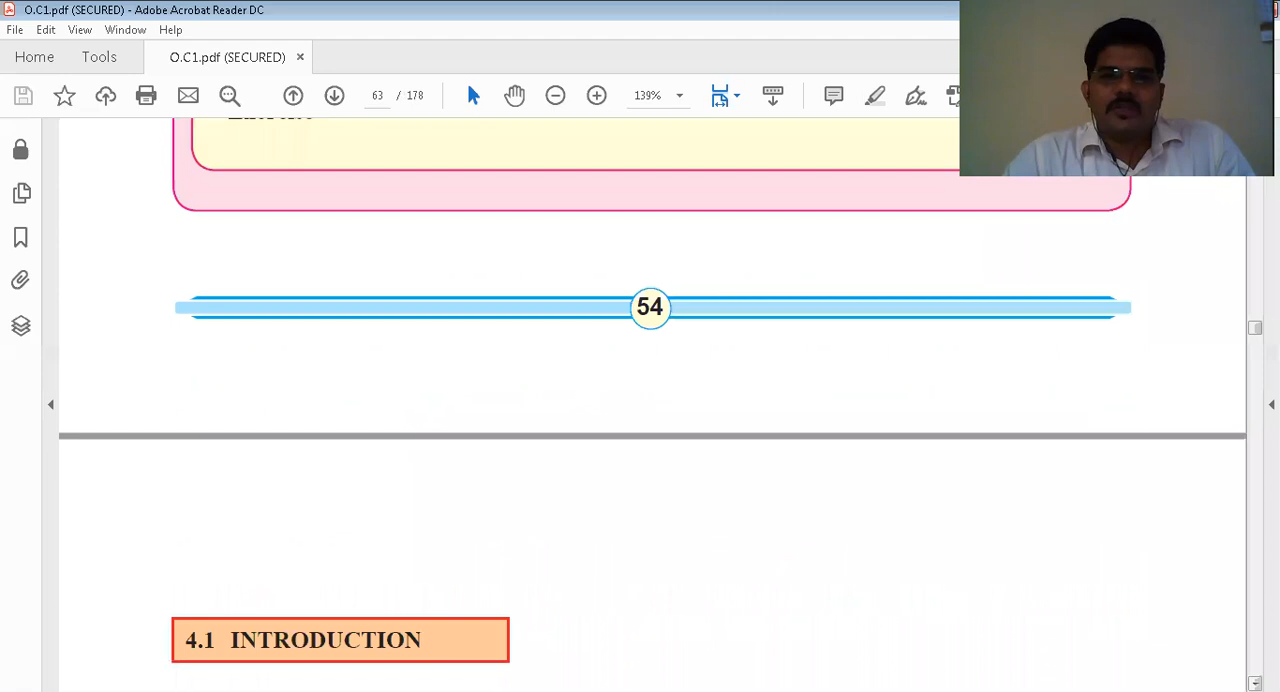 O.C1.pdf (SECURED) - Adobe Acrobat Reader DC
File Edit View Window Help
Home Tools O.C1.pdf (SECURED) ×
63 / 178 139%
54
4.1 INTRODUCTION